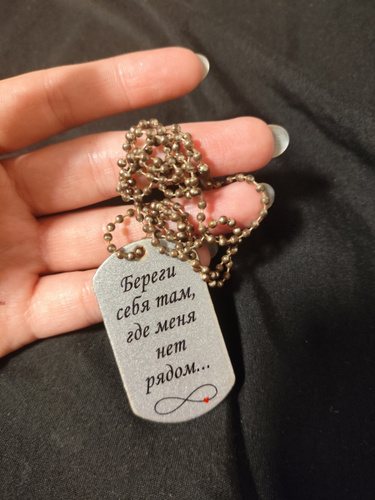 Береги
себя там,
где меня
нет
рядом...